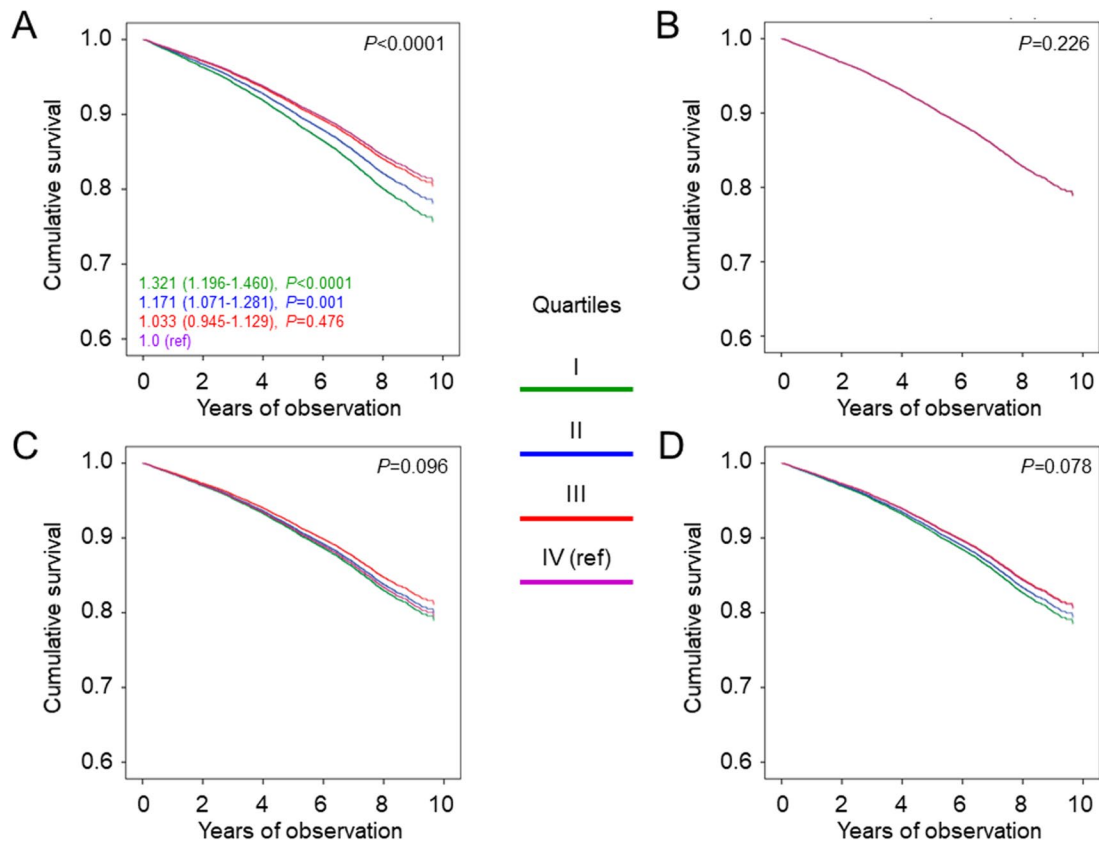 A
P<0.0001
1.0
0.9
0.8
0.7
0.6
Cumulative survival
1.321 (1.196-1.460), P<0.0001
1.171 (1.071-1.281), P=0.001
1.033 (0.945-1.129), P=0.476
1.0 (ref)
0 2 4 6 8 10
Years of observation
B
P=0.226
1.0
0.9
0.8
0.7
0.6
Cumulative survival
0 2 4 6 8 10
Years of observation
Quartiles
I
II
III
IV (ref)
C
P=0.096
1.0
0.9
0.8
0.7
0.6
Cumulative survival
0 2 4 6 8 10
Years of observation
D
P=0.078
1.0
0.9
0.8
0.7
0.6
Cumulative survival
0 2 4 6 8 10
Years of observation